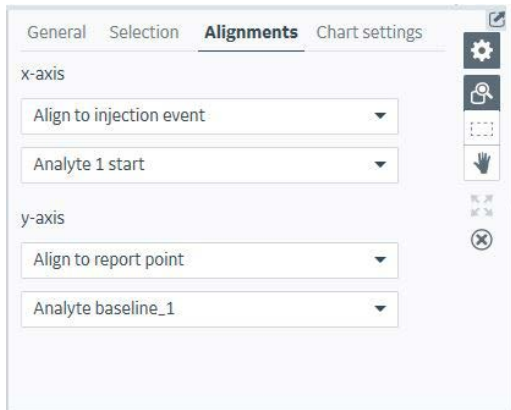 General Selection Alignments Chart settings
x-axis
Align to injection event
Analyte 1 start
y-axis
Align to report point
Analyte baseline_1